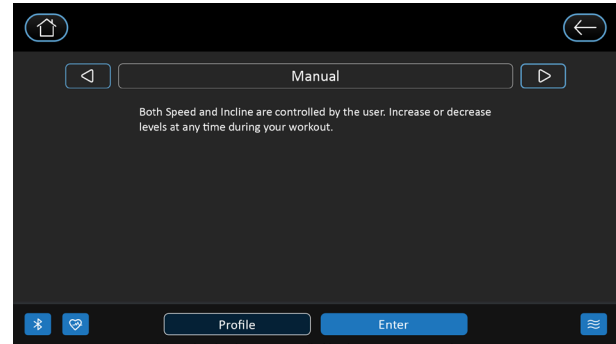 Manual
Both Speed and Incline are controlled by the user. Increase or decrease
levels at any time during your workout.
Profile
Enter